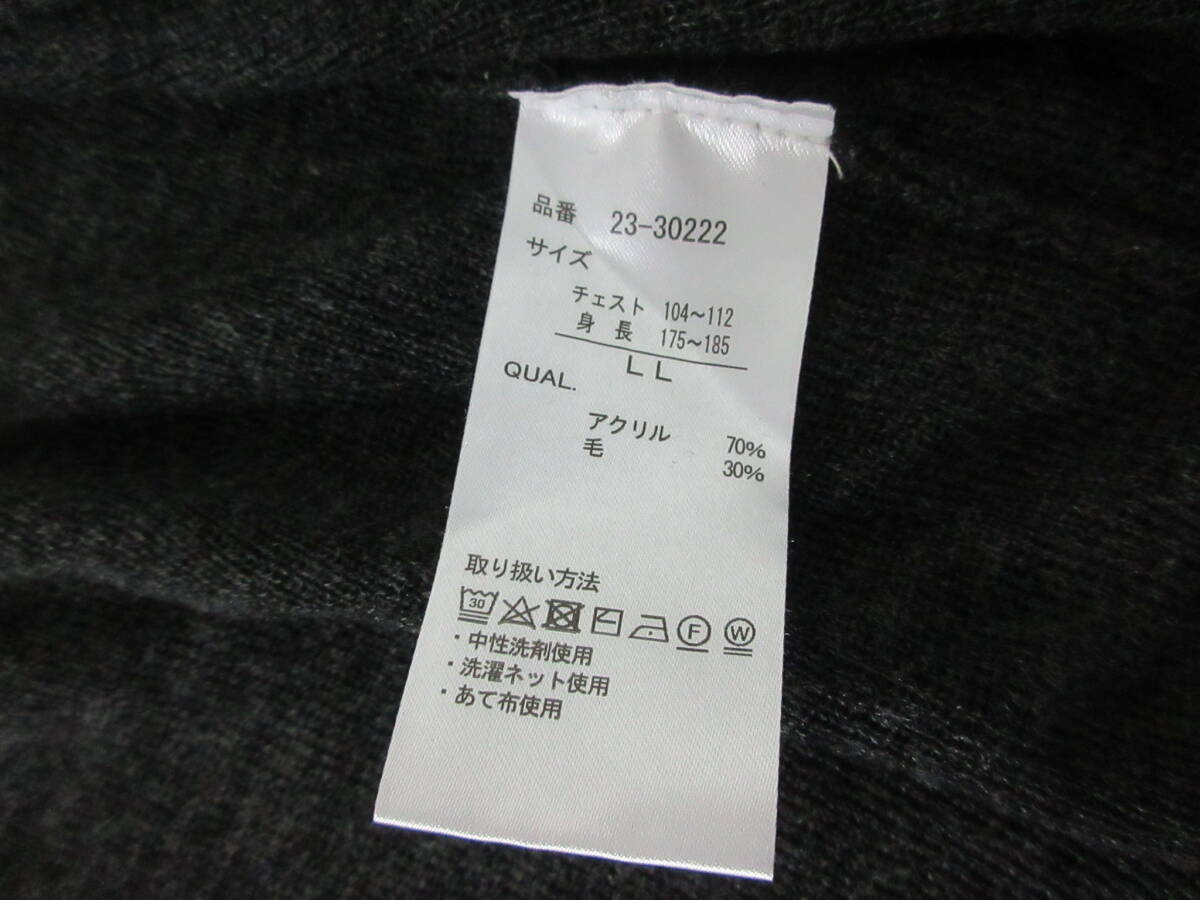 品番 23-30222
サイズ
チェスト 104~112
身長 175~185
LL
QUAL.
アクリル 70%
毛 30%
取り扱い方法
30 F W
・中性洗剤使用
・洗濯ネット使用
・あて布使用